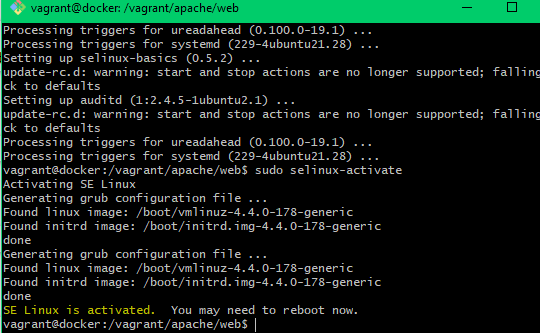 vagrant@docker: /vagrant/apache/web
Processing triggers for ureadahead (0.100.0-19.1) ...
Processing triggers for systemd (229-4ubuntu21.28) ...
Setting up selinux-basics (0.5.2) ...
update-rc.d: warning: start and stop actions are no longer supported; falling
ck to defaults
Setting up auditd (1:2.4.5-1ubuntu2.1) ...
update-rc.d: warning: start and stop actions are no longer supported; falling
ck to defaults
Processing triggers for ureadahead (0.100.0-19.1) ...
Processing triggers for systemd (229-4ubuntu21.28) ...
vagrant@docker:/vagrant/apache/web$ sudo selinux-activate
Activating SE Linux
Generating grub configuration file ...
Found linux image: /boot/vmlinuz-4.4.0-178-generic
Found initrd image: /boot/initrd.img-4.4.0-178-generic
done
Generating grub configuration file ...
Found linux image: /boot/vmlinuz-4.4.0-178-generic
Found initrd image: /boot/initrd.img-4.4.0-178-generic
done
SE Linux is activated.  You may need to reboot now.
vagrant@docker:/vagrant/apache/web$